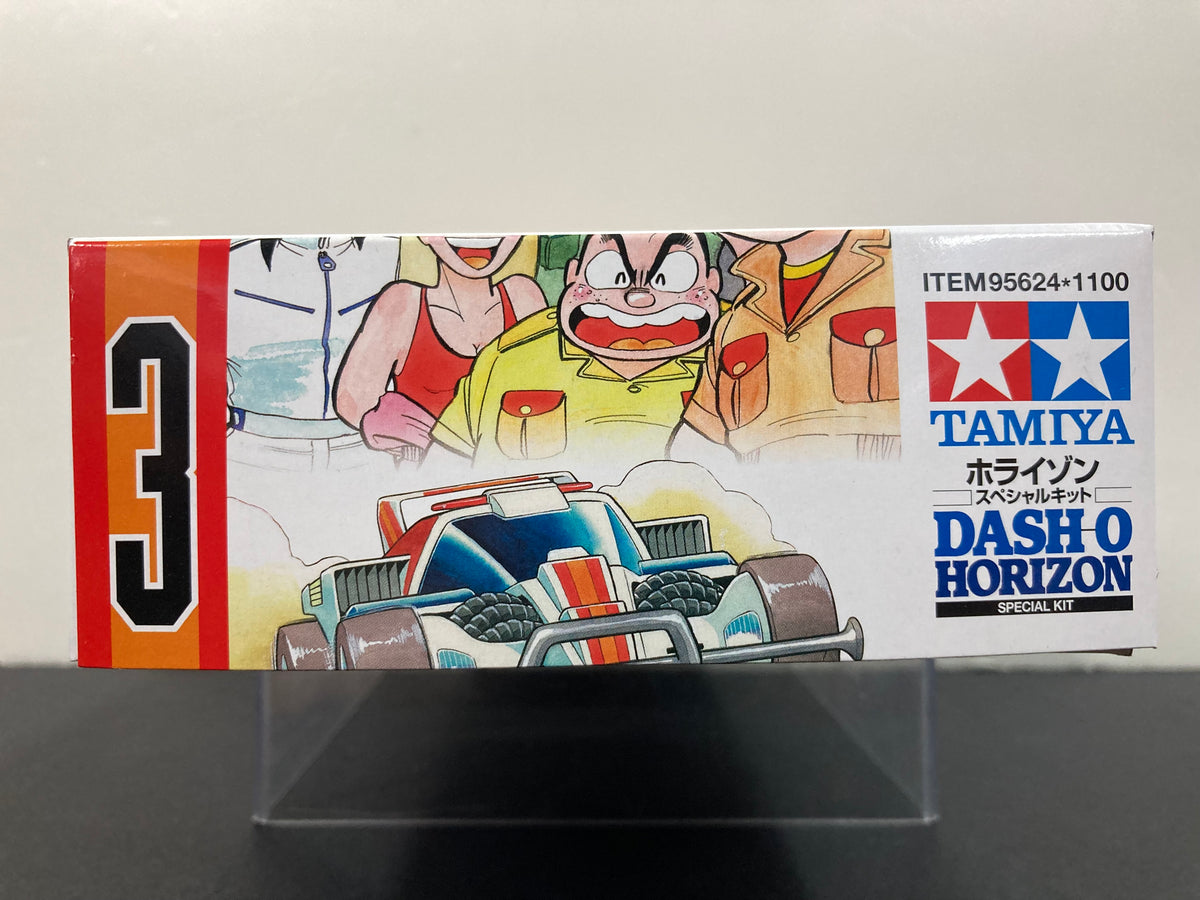 3
ITEM95624*1100
TAMIYA
ホライゾン
スペシャルキット
DASH-0
HORIZON
SPECIAL KIT